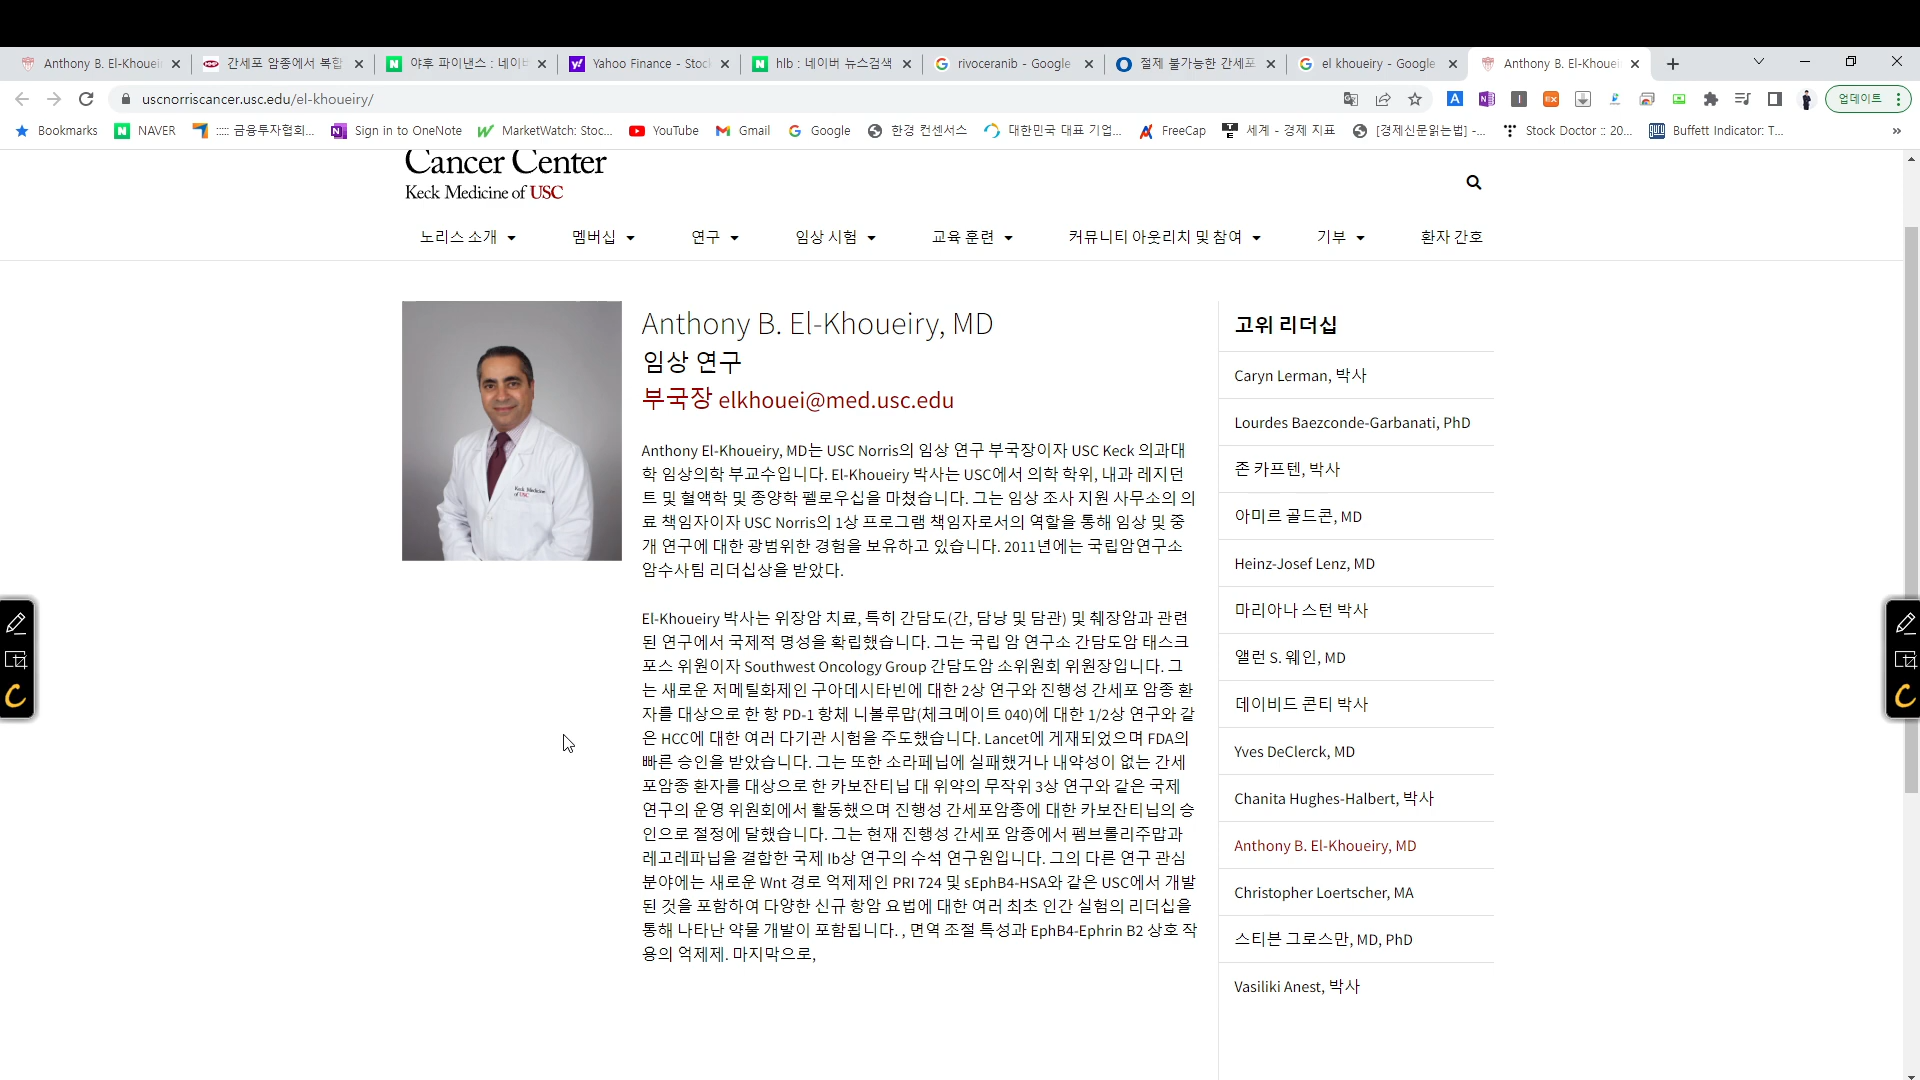 Anthony B. El-Khouei
간세포 암종에서 복합
야후 파이낸스 : 네이버
Yahoo Finance - Stock
hlb : 네이버 뉴스검색
rivoceranib - Google
절제 불가능한 간세포
el khoueiry - Google
Anthony B. El-Khouei
uscnorriscancer.usc.edu/el-khoueiry/
업데이트
Bookmarks
NAVER
::::: 금융투자협회...
Sign in to OneNote
MarketWatch: Stoc...
YouTube
Gmail
Google
한경 컨센서스
대한민국 대표 기업...
FreeCap
세계 - 경제 지표
[경제신문읽는법] -...
Stock Doctor :: 20...
Buffett Indicator: T...
Cancer Center
Keck Medicine of USC
노리스 소개
멤버십
연구
임상 시험
교육 훈련
커뮤니티 아웃리치 및 참여
기부
환자 간호
Keck Medicine
of USC
Anthony B. El-Khoueiry, MD
임상 연구
부국장 elkhouei@med.usc.edu
Anthony El-Khoueiry, MD는 USC Norris의 임상 연구 부국장이자 USC Keck 의과대
학 임상의학 부교수입니다. El-Khoueiry 박사는 USC에서 의학 학위, 내과 레지던
트 및 혈액학 및 종양학 펠로우십을 마쳤습니다. 그는 임상 조사 지원 사무소의 의
료 책임자이자 USC Norris의 1상 프로그램 책임자로서의 역할을 통해 임상 및 중
개 연구에 대한 광범위한 경험을 보유하고 있습니다. 2011년에는 국립암연구소
암수사팀 리더십상을 받았다.
El-Khoueiry 박사는 위장암 치료, 특히 간담도(간, 담낭 및 담관) 및 췌장암과 관련
된 연구에서 국제적 명성을 확립했습니다. 그는 국립 암 연구소 간담도암 태스크
포스 위원이자 Southwest Oncology Group 간담도암 소위원회 위원장입니다. 그
는 새로운 저메틸화제인 구아데시타빈에 대한 2상 연구와 진행성 간세포 암종 환
자를 대상으로 한 항 PD-1 항체 니볼루맙(체크메이트 040)에 대한 1/2상 연구와 같
은 HCC에 대한 여러 다기관 시험을 주도했습니다. Lancet에 게재되었으며 FDA의
빠른 승인을 받았습니다. 그는 또한 소라페닙에 실패했거나 내약성이 없는 간세
포암종 환자를 대상으로 한 카보잔티닙 대 위약의 무작위 3상 연구와 같은 국제
연구의 운영 위원회에서 활동했으며 진행성 간세포암종에 대한 카보잔티닙의 승
인으로 절정에 달했습니다. 그는 현재 진행성 간세포 암종에서 펨브롤리주맙과
레고레파닙을 결합한 국제 Ib상 연구의 수석 연구원입니다. 그의 다른 연구 관심
분야에는 새로운 Wnt 경로 억제제인 PRI 724 및 sEphB4-HSA와 같은 USC에서 개발
된 것을 포함하여 다양한 신규 항암 요법에 대한 여러 최초 인간 실험의 리더십을
통해 나타난 약물 개발이 포함됩니다. , 면역 조절 특성과 EphB4-Ephrin B2 상호 작
용의 억제제. 마지막으로,
고위 리더십
Caryn Lerman, 박사
Lourdes Baezconde-Garbanati, PhD
존 카프텐, 박사
아미르 골드콘, MD
Heinz-Josef Lenz, MD
마리아나 스턴 박사
앨런 S. 웨인, MD
데이비드 콘티 박사
Yves DeClerck, MD
Chanita Hughes-Halbert, 박사
Anthony B. El-Khoueiry, MD
Christopher Loertscher, MA
스티븐 그로스만, MD, PhD
Vasiliki Anest, 박사